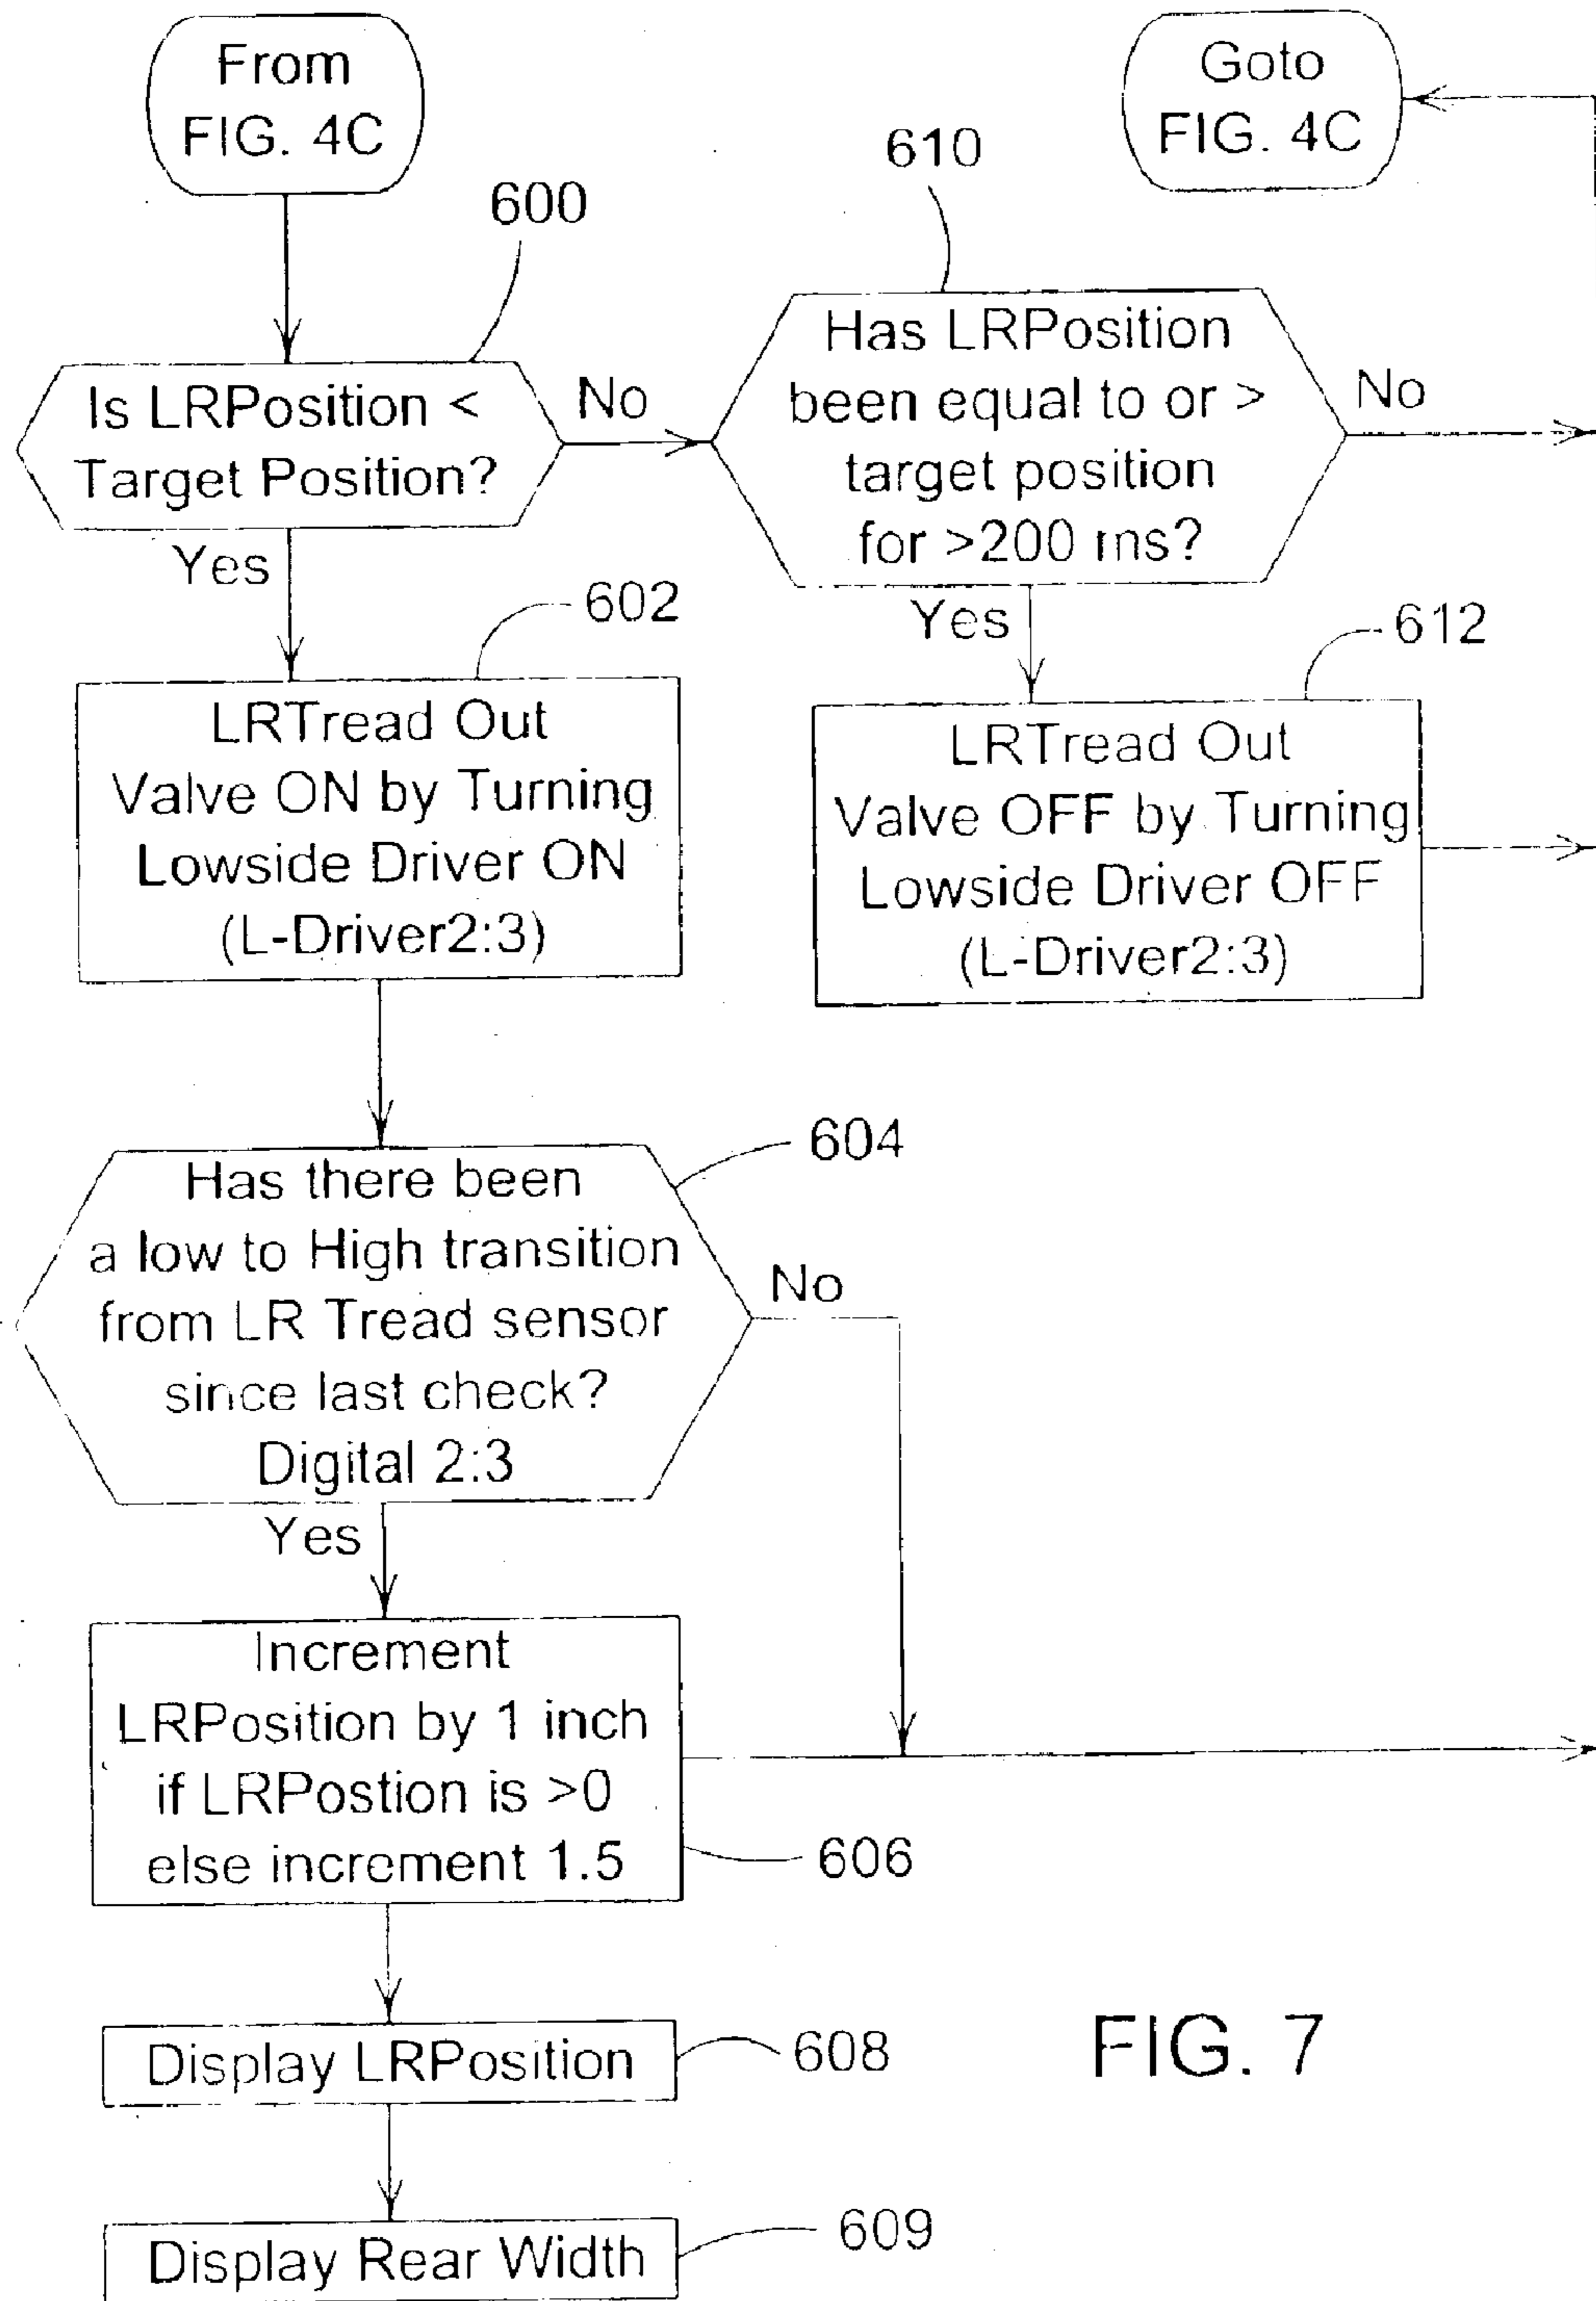 From
FIG. 4C
Goto
FIG. 4C
600
610
Is LRPosition <
Target Position?
No
Has LRPosition
been equal to or >
target position
for >200 ms?
No
Yes
602
Yes
612
LRTread Out
Valve ON by Turning
Lowside Driver ON
(L-Driver2:3)
LRTread Out
Valve OFF by Turning
Lowside Driver OFF
(L-Driver2:3)
604
Has there been
a low to High transition
from LR Tread sensor
since last check?
Digital 2:3
No
Yes
Increment
LRPosition by 1 inch
if LRPostion is >0
else increment 1.5
606
Display LRPosition
608
FIG. 7
Display Rear Width
609